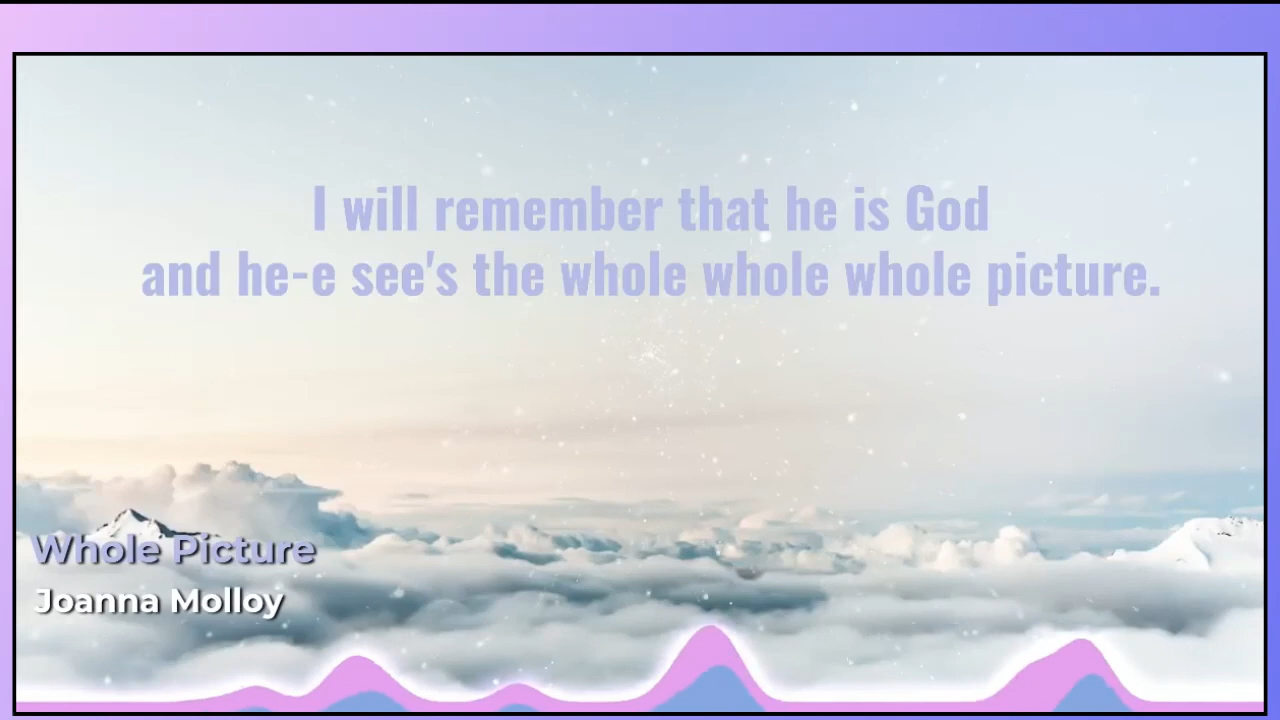 I will remember that he is God
and he-e see's the whole whole whole picture.
Whole Picture
Joanna Molloy